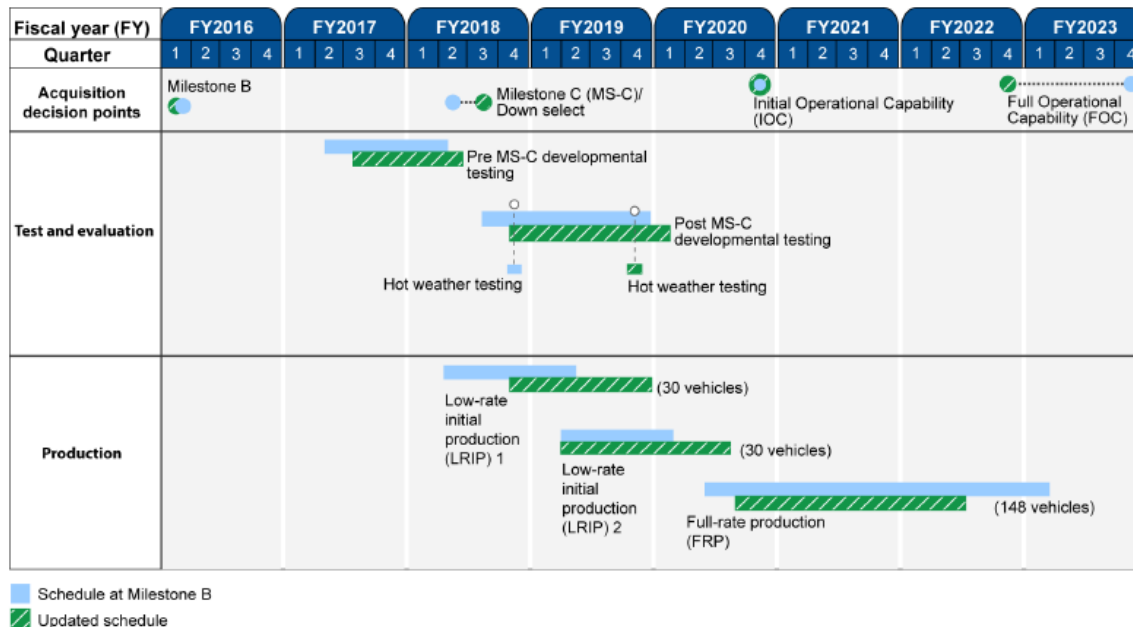 Fiscal year (FY) FY2016 FY2017 FY2018 FY2019 FY2020 FY2021 FY2022 FY2023
Quarter 1 2 3 4 1 2 3 4 1 2 3 4 1 2 3 4 1 2 3 4 1 2 3 4 1 2 3 4 1 2 3 4
Acquisition
decision points
Milestone B
Milestone C (MS-C)/
Down select
Initial Operational Capability
(IOC)
Full Operational
Capability (FOC)
Test and evaluation
Pre MS-C developmental
testing
Post MS-C
developmental testing
Hot weather testing
Hot weather testing
Production
(30 vehicles)
Low-rate
initial
production
(LRIP) 1
(30 vehicles)
Low-rate
initial
production
(LRIP) 2
(148 vehicles)
Full-rate production
(FRP)
Schedule at Milestone B
Updated schedule